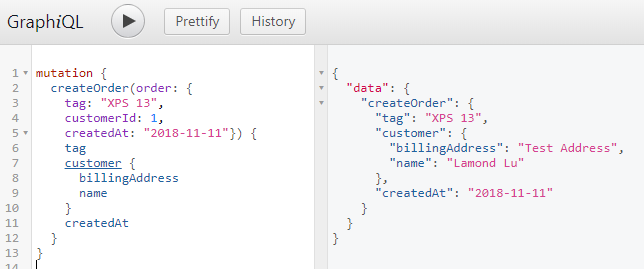 GraphiQL
Prettify
History
1 mutation {
2 createOrder(order: {
3 tag: "XPS 13",
4 customerId: 1,
5 createdAt: "2018-11-11"}) {
6 tag
7 customer {
8 billingAddress
9 name
10 }
11 createdAt
12 }
13 }
14
{
"data": {
"createOrder": {
"tag": "XPS 13",
"customer": {
"billingAddress": "Test Address",
"name": "Lamond Lu"
},
"createdAt": "2018-11-11"
}
}
}